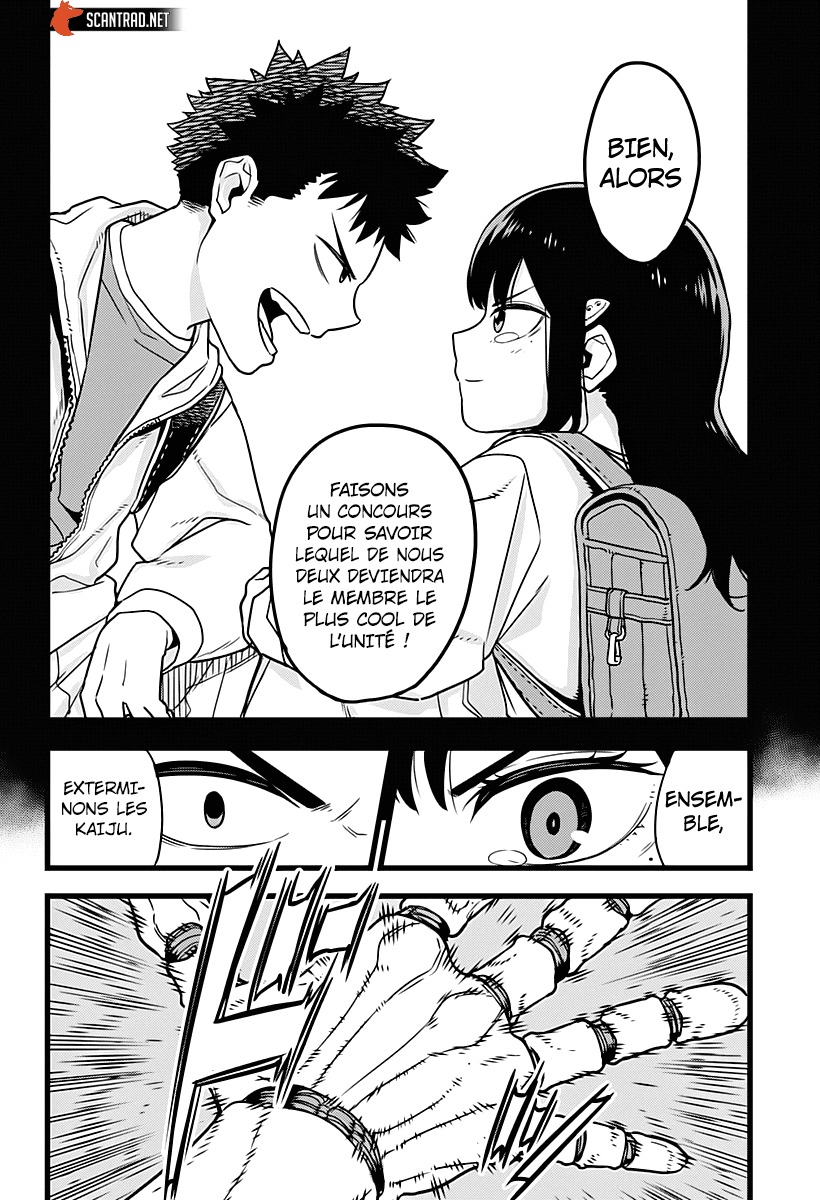 SCANTRAD.NET
BIEN,
ALORS
FAISONS
UN CONCOURS
POUR SAVOIR
LEQUEL DE NOUS
DEUX DEVIENDRA
LE MEMBRE LE
PLUS COOL DE
L'UNITÉ !
ENSEM-
BLE,
EXTERMI-
NONS LES
KAIJU.